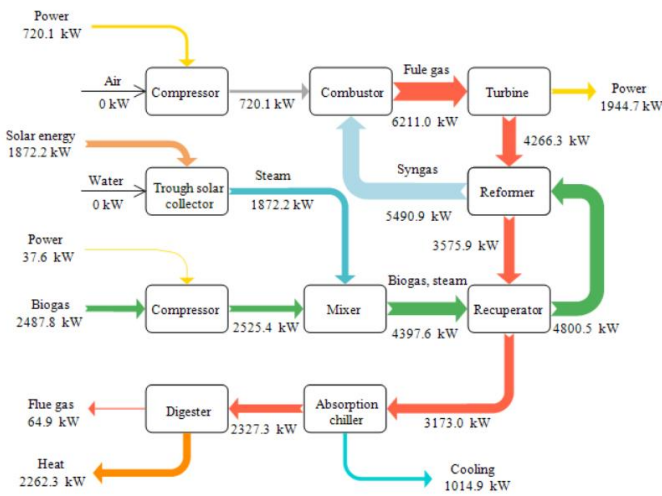 Power
720.1 kW
Air
0 kW
Compressor
720.1 kW
Combustor
Fule gas
6211.0 kW
Turbine
Power
1944.7 kW
4266.3 kW
Solar energy
1872.2 kW
Water
0 kW
Trough solar
collector
Steam
1872.2 kW
Syngas
5490.9 kW
Reformer
3575.9 kW
Power
37.6 kW
Biogas
2487.8 kW
Compressor
2525.4 kW
Mixer
Biogas, steam
4397.6 kW
Recuperator
4800.5 kW
Flue gas
64.9 kW
Digester
2327.3 kW
Absorption
chiller
3173.0 kW
Heat
2262.3 kW
Cooling
1014.9 kW